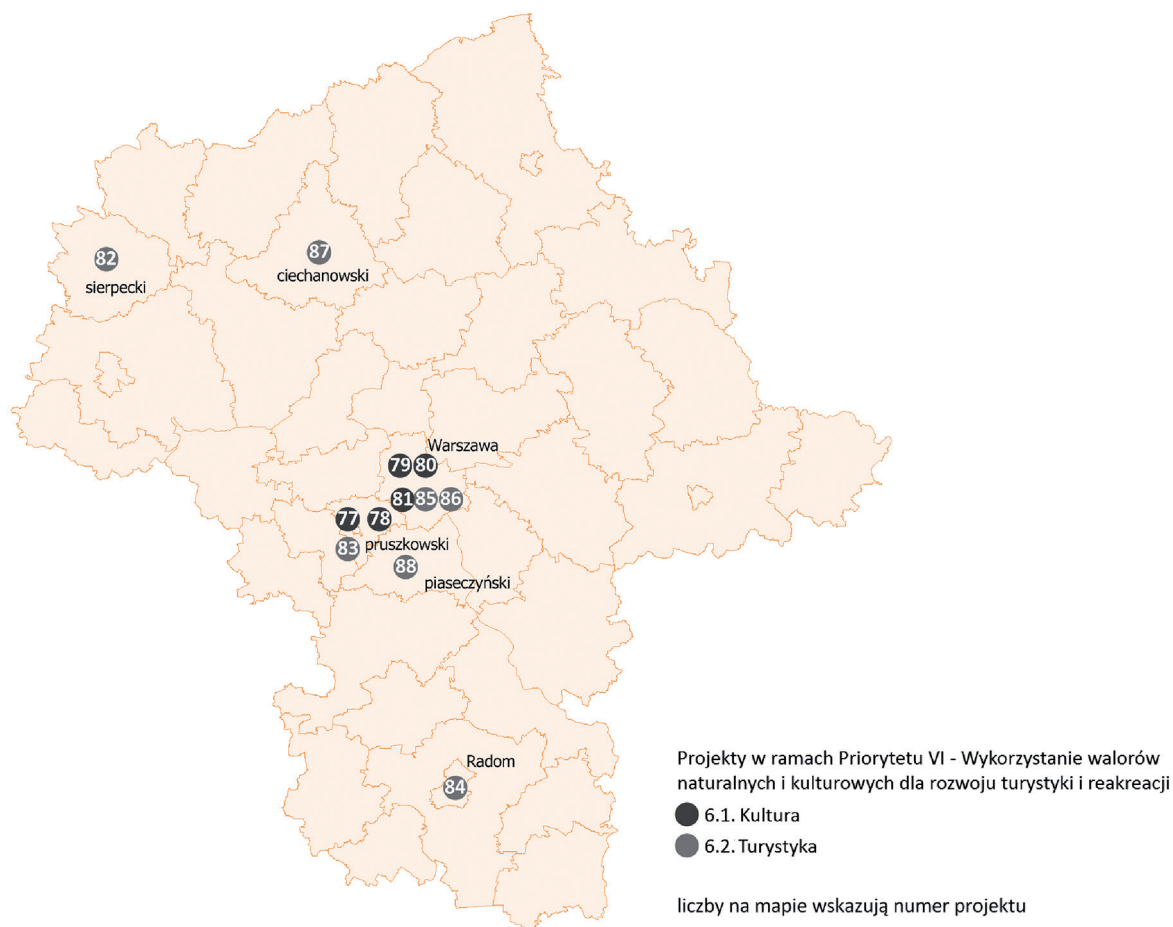 82
sierpecki
87
ciechanowski
Warszawa
79 80
81 85 86
77 78
83 pruszkowski
88
piaseczyński
Radom
84
Projekty w ramach Priorytetu VI - Wykorzystanie walorów
naturalnych i kulturowych dla rozwoju turystyki i reakreacji
6.1. Kultura
6.2. Turystyka
liczby na mapie wskazują numer projektu